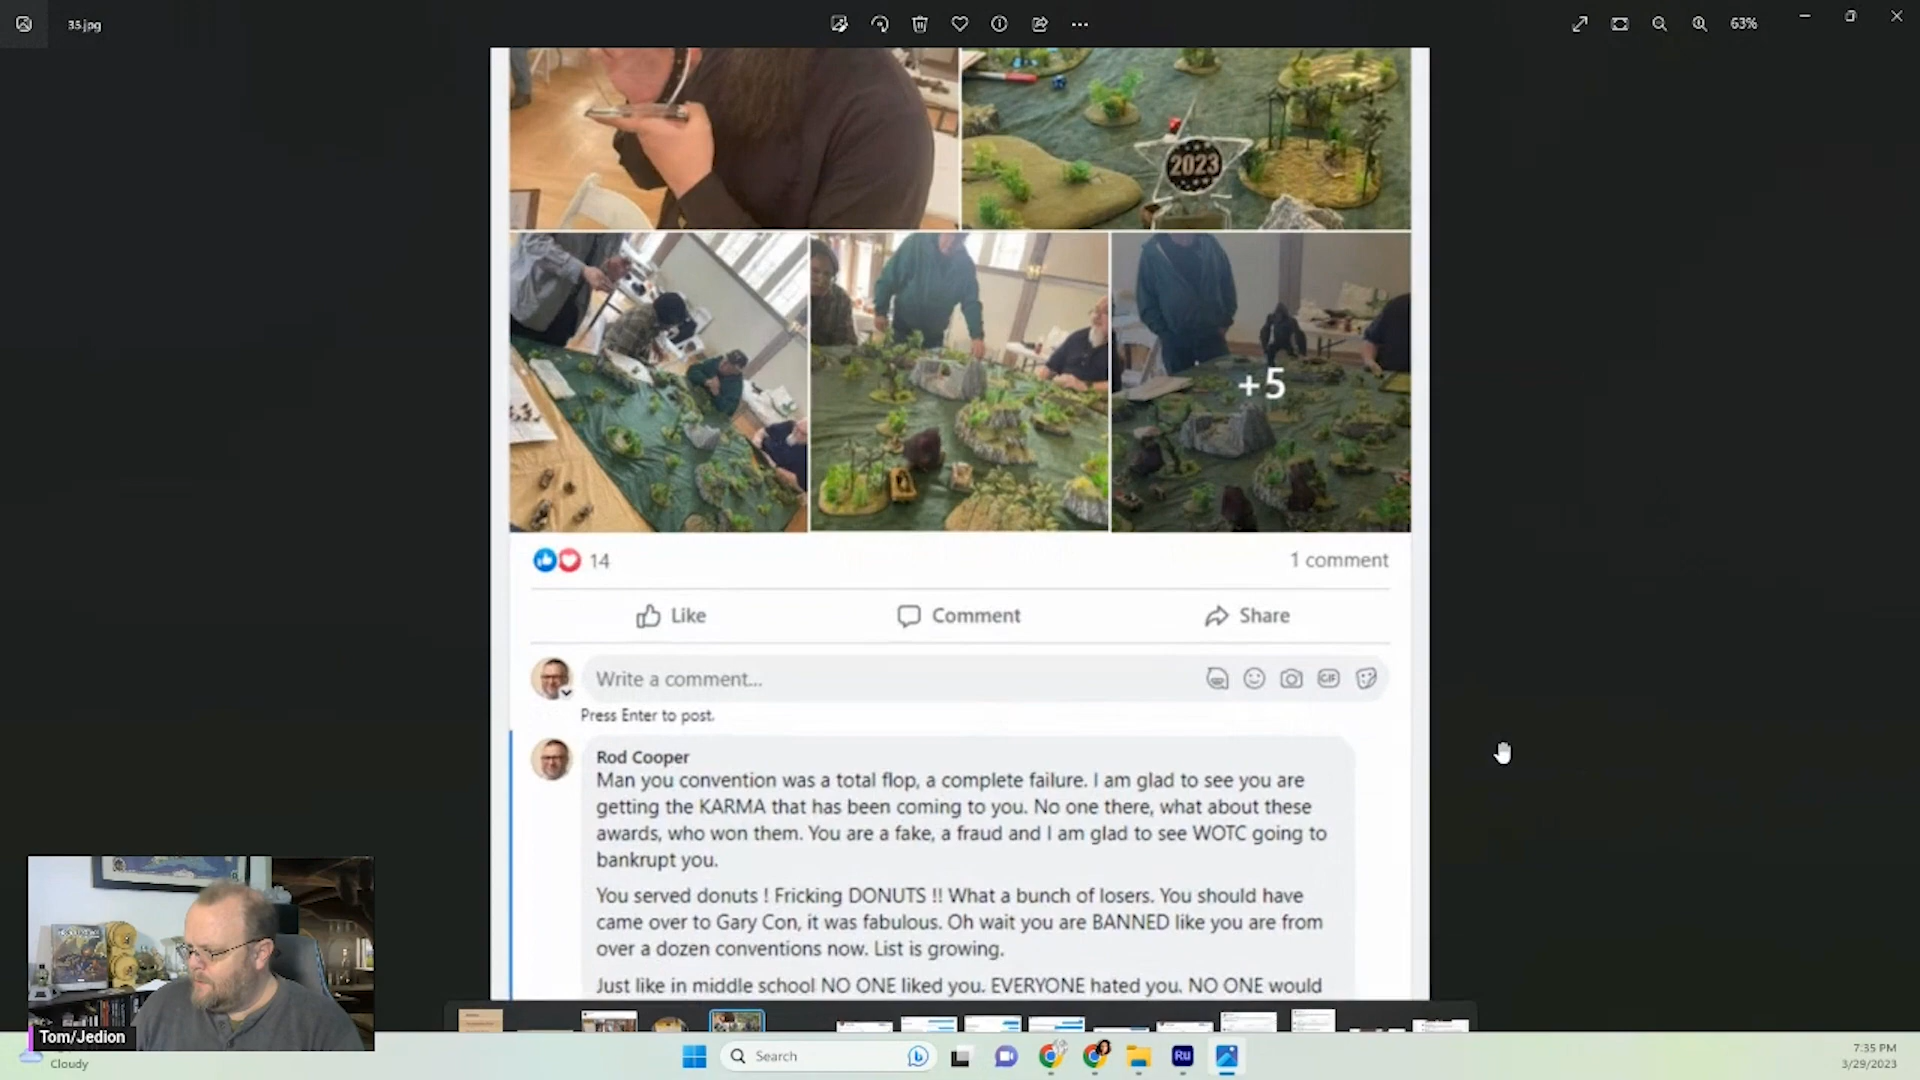 35.jpg
63%
2023
+5
14
1 comment
Like
Comment
Share
Write a comment...
GIF
Press Enter to post.
Rod Cooper
Man you convention was a total flop, a complete failure. I am glad to see you are
getting the KARMA that has been coming to you. No one there, what about these
awards, who won them. You are a fake, a fraud and I am glad to see WOTC going to
bankrupt you.
You served donuts ! Fricking DONUTS !! What a bunch of losers. You should have
came over to Gary Con, it was fabulous. Oh wait you are BANNED like you are from
over a dozen conventions now. List is growing.
Just like in middle school NO ONE liked you. EVERYONE hated you. NO ONE would
Tom/Jedion
Cloudy
Search
Ru
7:35 PM
3/29/2023